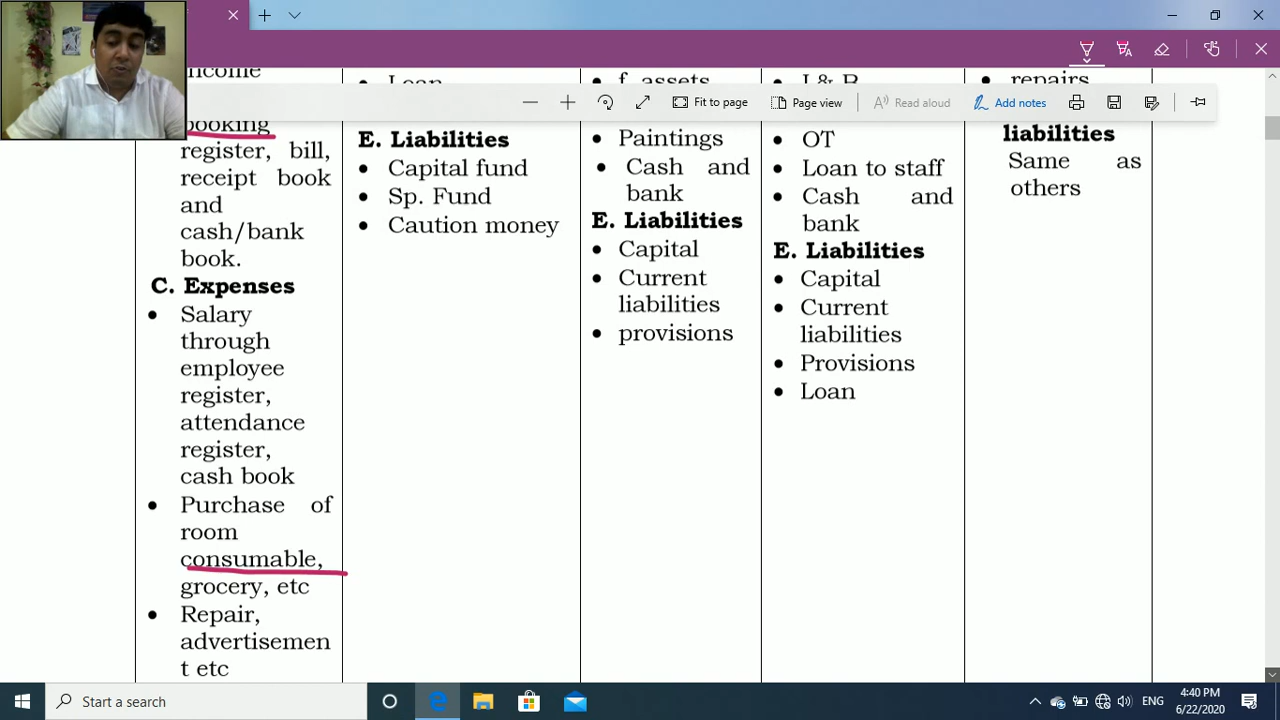 Fit to page
Page view
Read aloud
Add notes
income
booking
register, bill,
receipt book
and
cash/bank
book.
C. Expenses
• Salary
through
employee
register,
attendance
register,
cash book
• Purchase of
room
consumable,
grocery, etc
• Repair,
advertisemen
t etc
• Loan
E. Liabilities
• Capital fund
• Sp. Fund
• Caution money
• f. assets
• Paintings
• Cash and
bank
E. Liabilities
• Capital
• Current
liabilities
• provisions
• L& B
• OT
• Loan to staff
• Cash and
bank
E. Liabilities
• Capital
• Current
liabilities
• Provisions
• Loan
• repairs
liabilities
Same as
others
Start a search
ENG
4:40 PM
6/22/2020